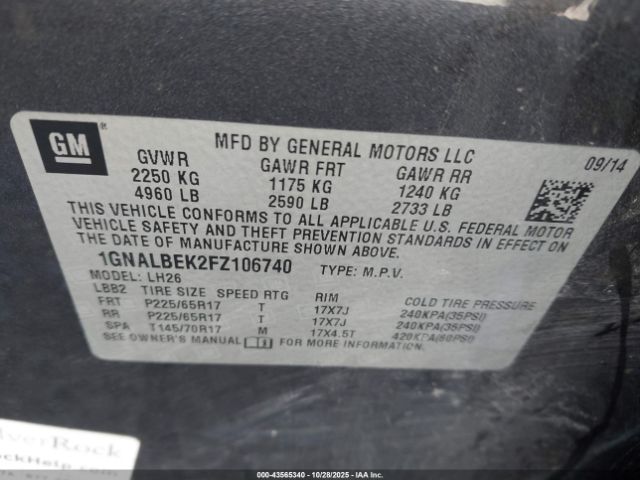 GM
MFD BY GENERAL MOTORS LLC
09/14
GVWR GAWR FRT GAWR RR
2250 KG 1175 KG 1240 KG
4960 LB 2590 LB 2733 LB
THIS VEHICLE CONFORMS TO ALL APPLICABLE U.S. FEDERAL MOTOR
VEHICLE SAFETY AND THEFT PREVENTION STANDARDS IN EFFECT ON
THE DATE OF MANUFACTURE SHOWN ABOVE.
1GNALBEK2FZ106740 TYPE: M.P.V.
MODEL: LH26
LBB2 TIRE SIZE SPEED RTG RIM COLD TIRE PRESSURE
FRT P225/65R17 T 17X7J 240KPA(35PSI)
RR P225/65R17 T 17X7J 240KPA(35PSI)
SPA T145/70R17 M 17X4.5T 420KPA(60PSI)
SEE OWNER'S MANUAL FOR MORE INFORMATION.
verRock
ockHelp.com
000-43565340 | 10/28/2025 | IAA Inc.